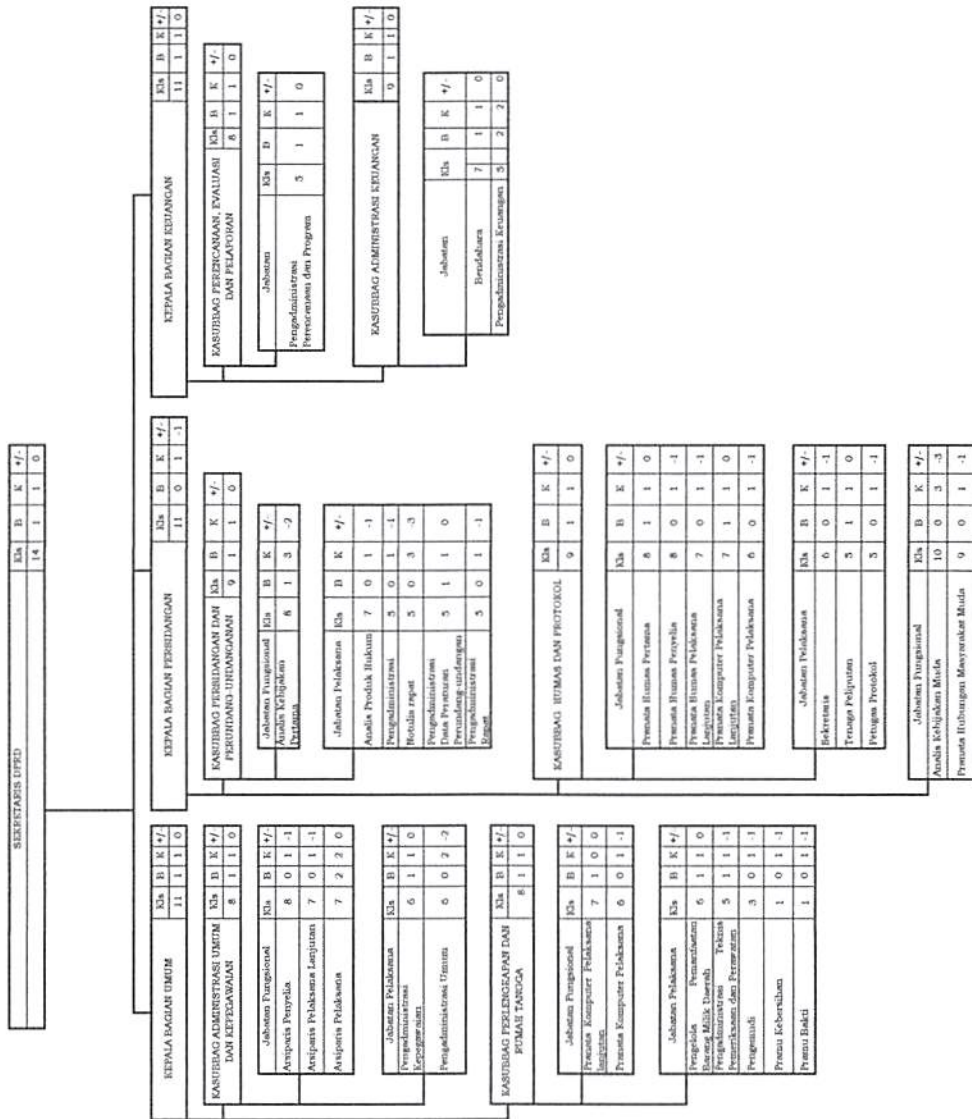 SEKRETARIS DPRD
Kls B K +/-
14 1 1 0
KEPALA BAGIAN UMUM
Kls B K +/-
11 1 1 0
KASUBBAG ADMINISTRASI UMUM
DAN KEPEGAWAIAN
Kls B K +/-
8 1 1 0
Jabatan Fungsional Kls B K +/-
Arsiparis Penyelia 8 0 1 -1
Arsiparis Pelaksana Lanjutan 7 0 1 -1
Arsiparis Pelaksana 7 2 2 0
Jabatan Pelaksana Kls B K +/-
Pengadministrasi
Kepegawaian 6 1 1 0
Pengadministrasi Umum 6 0 2 -2
KASUBBAG PERLENGKAPAN DAN
RUMAH TANGGA
Kls B K +/-
8 1 1 0
Jabatan Fungsional Kls B K +/-
Pranata Komputer Pelaksana
lanjutan 7 1 0 0
Pranata Komputer Pelaksana 6 0 1 -1
Jabatan Pelaksana Kls B K +/-
Pengelola Pemanfaatan
Barang Milik Daerah 6 1 1 0
Pengadministrasi Teknis
Pemeriksaan dan Perawatan 5 1 1 -1
Pengemudi 3 0 1 -1
Pramu Kebersihan 1 0 1 -1
Pramu Bakti 1 0 1 -1
KEPALA BAGIAN PERSIDANGAN
Kls B K +/-
11 0 1 -1
KASUBBAG PERSIDANGAN DAN
PERUNDANG-UNDANGANAN
Kls B K +/-
9 1 1 0
Jabatan Fungsional Kls B K +/-
Analis Kebijakan
Pertama 8 1 3 -2
Jabatan Pelaksana Kls B K +/-
Analis Produk Hukum 7 0 1 -1
Pengadministrasi 5 0 1 -1
Notulis rapat 5 0 3 -3
Pengadministrasi
Data Peraturan
Perundang-undangan 5 1 1 0
Pengadministrasi
Rapat 5 0 1 -1
KASUBBAG HUMAS DAN PROTOKOL
Kls B K +/-
9 1 1 0
Jabatan Fungsional Kls B K +/-
Pranata Humas Pertama 8 1 1 0
Pranata Humas Penyelia 8 0 1 -1
Pranata Humas Pelaksana
Lanjutan 7 0 1 -1
Pranata Komputer Pelaksana
Lanjutan 7 1 1 0
Pranata Komputer Pelaksana 6 0 1 -1
Jabatan Pelaksana Kls B K +/-
Sekretaris 6 0 1 -1
Tenaga Peliputan 5 1 1 0
Petugas Protokol 5 0 1 -1
Jabatan Fungsional Kls B K +/-
Analis Kebijakan Muda 10 0 3 -3
Pranata Hubungan Masyarakat Muda 9 0 1 -1
KEPALA BAGIAN KEUANGAN
Kls B K +/-
11 1 1 0
KASUBBAG PERENCANAAN, EVALUASI
DAN PELAPORAN
Kls B K +/-
8 1 1 0
Jabatan Kls B K +/-
Pengadministrasi
Perencanaan dan Program 5 1 1 0
KASUBBAG ADMINISTRASI KEUANGAN
Kls B K +/-
9 1 1 0
Jabatan Kls B K +/-
Bendahara 7 1 1 0
Pengadministrasi Keuangan 5 2 2 0